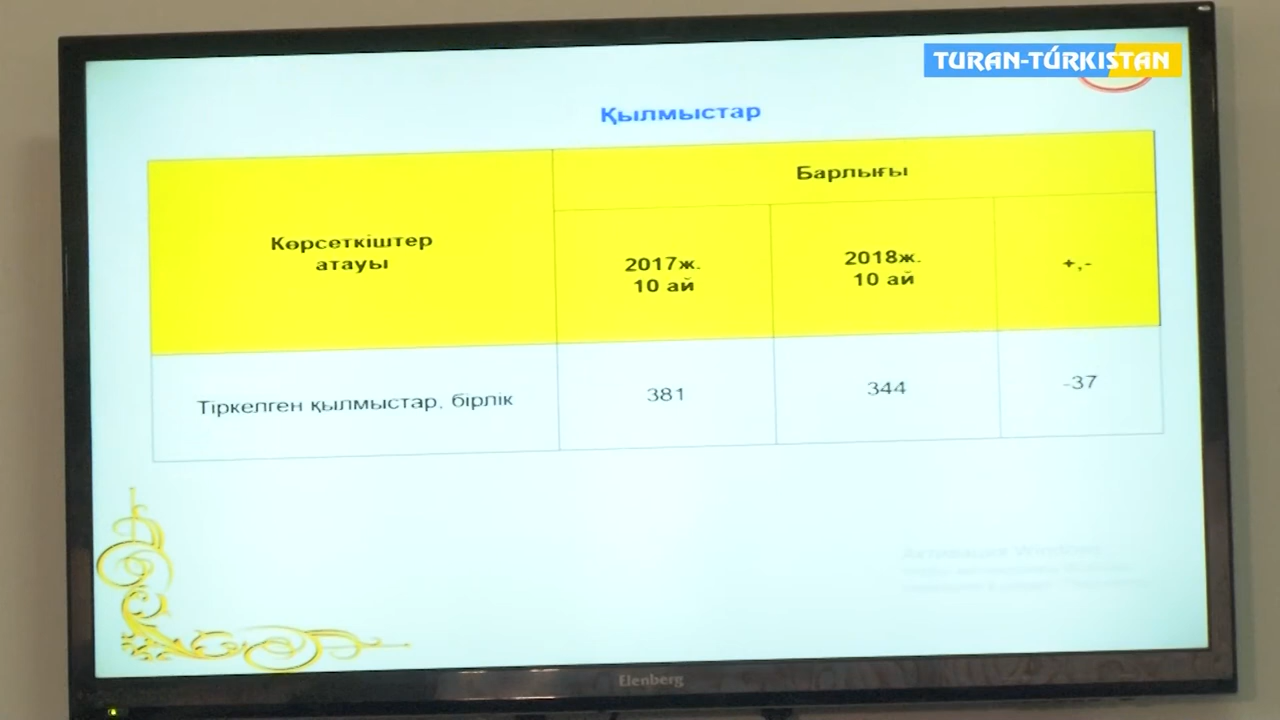 TURAN-TÚRKISTAN
Қылмыстар
Көрсеткіштер
атауы
Барлығы
2017ж.
10 ай
2018ж.
10 ай
+,-
Тіркелген қылмыстар, бірлік
381
344
-37
Elenberg